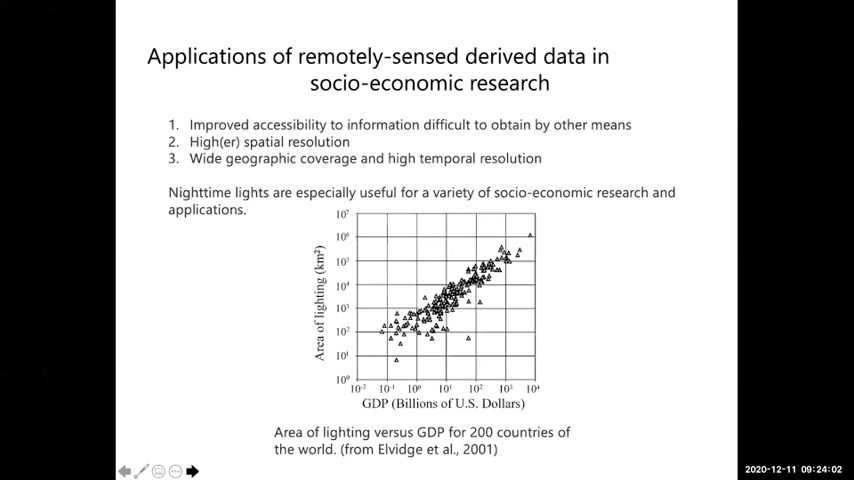 Applications of remotely-sensed derived data in
socio-economic research
1. Improved accessibility to information difficult to obtain by other means
2. High(er) spatial resolution
3. Wide geographic coverage and high temporal resolution
Nighttime lights are especially useful for a variety of socio-economic research and
applications.
10⁷
10⁶
10⁵
10⁴
10³
10²
10¹
10⁰
Area of lighting (km²)
10⁻² 10⁻¹ 10⁰ 10¹ 10² 10³ 10⁴
GDP (Billions of U.S. Dollars)
Area of lighting versus GDP for 200 countries of
the world. (from Elvidge et al., 2001)
2020-12-11 09:24:02